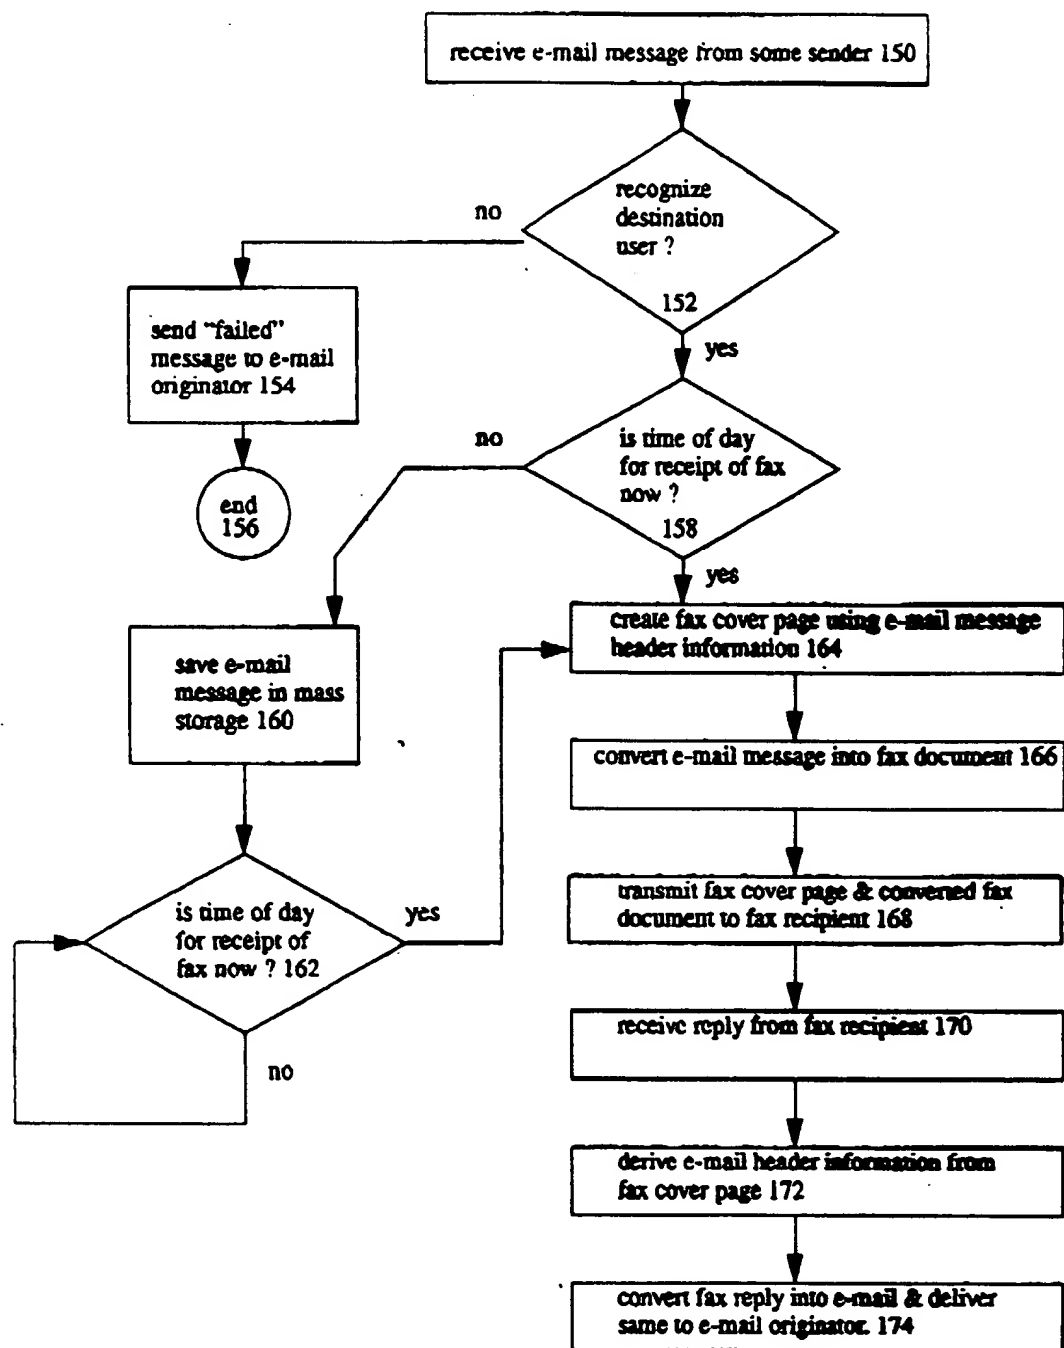 receive e-mail message from some sender 150
recognize
destination
user ?
152
no
yes
send "failed"
message to e-mail
originator 154
end
156
is time of day
for receipt of fax
now ?
158
no
yes
save e-mail
message in mass
storage 160
is time of day
for receipt of
fax now ? 162
yes
no
create fax cover page using e-mail message
header information 164
convert e-mail message into fax document 166
transmit fax cover page & converted fax
document to fax recipient 168
receive reply from fax recipient 170
derive e-mail header information from
fax cover page 172
convert fax reply into e-mail & deliver
same to e-mail originator. 174